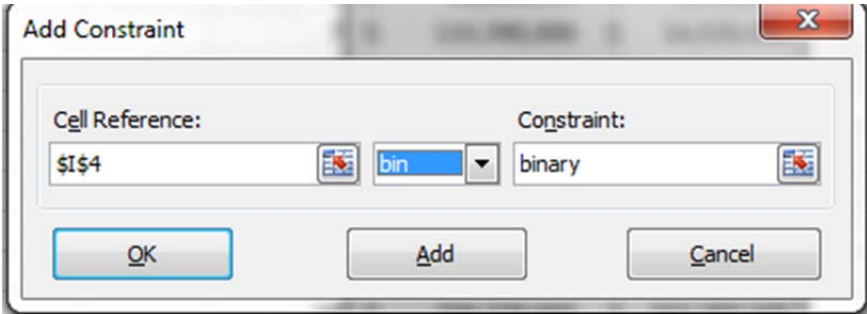 Add Constraint
Cell Reference: Constraint:
$I$4 bin binary
OK Add Cancel